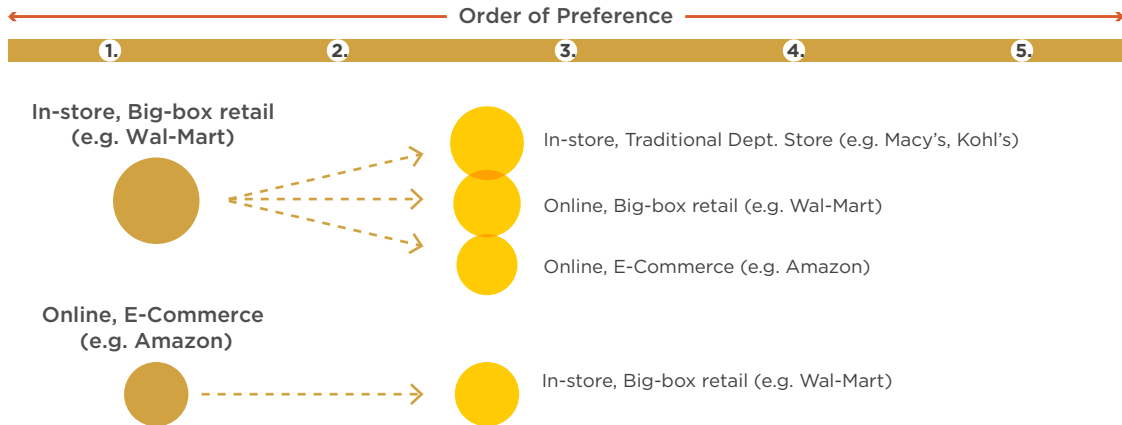 Order of Preference
1. 2. 3. 4. 5.
In-store, Big-box retail
(e.g. Wal-Mart)
In-store, Traditional Dept. Store (e.g. Macy’s, Kohl’s)
Online, Big-box retail (e.g. Wal-Mart)
Online, E-Commerce (e.g. Amazon)
Online, E-Commerce
(e.g. Amazon)
In-store, Big-box retail (e.g. Wal-Mart)